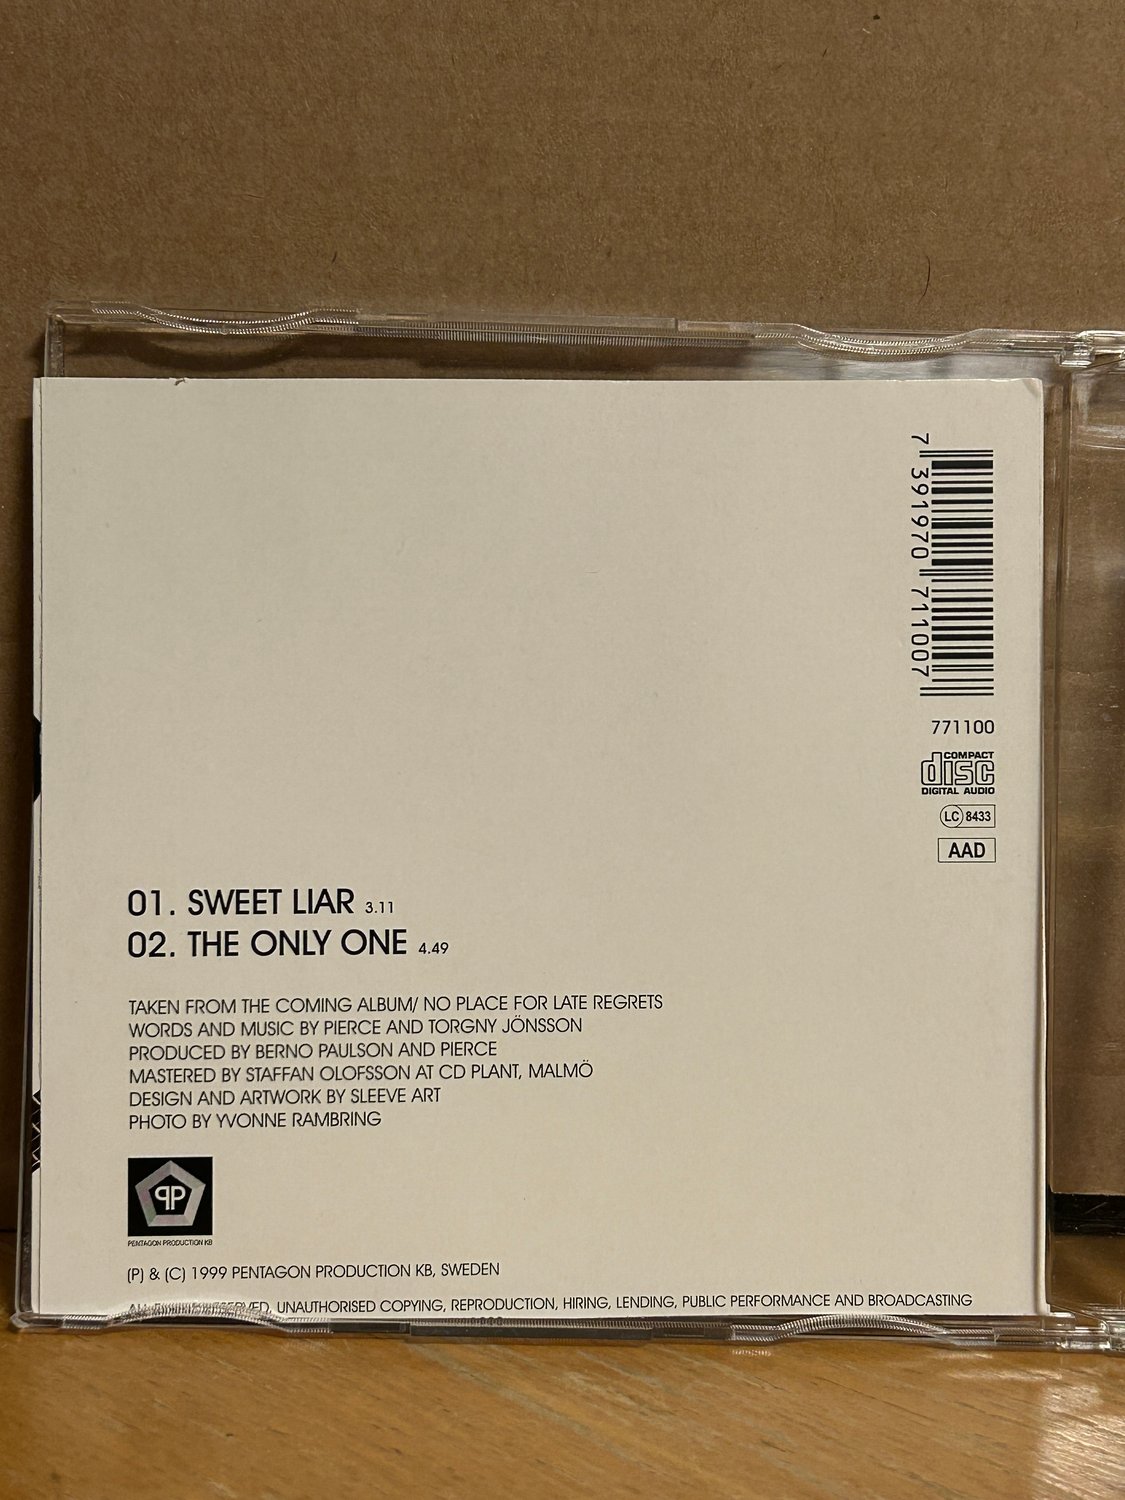 7 391970 711007
771100
COMPACT
disc
DIGITAL AUDIO
LC 8433
AAD
01. SWEET LIAR 3.11
02. THE ONLY ONE 4.49
TAKEN FROM THE COMING ALBUM/ NO PLACE FOR LATE REGRETS
WORDS AND MUSIC BY PIERCE AND TORGNY JÖNSSON
PRODUCED BY BERNO PAULSON AND PIERCE
MASTERED BY STAFFAN OLOFSSON AT CD PLANT, MALMÖ
DESIGN AND ARTWORK BY SLEEVE ART
PHOTO BY YVONNE RAMBRING
PP
PENTAGON PRODUCTION KB
(P) & (C) 1999 PENTAGON PRODUCTION KB, SWEDEN
UNAUTHORISED COPYING, REPRODUCTION, HIRING, LENDING, PUBLIC PERFORMANCE AND BROADCASTING